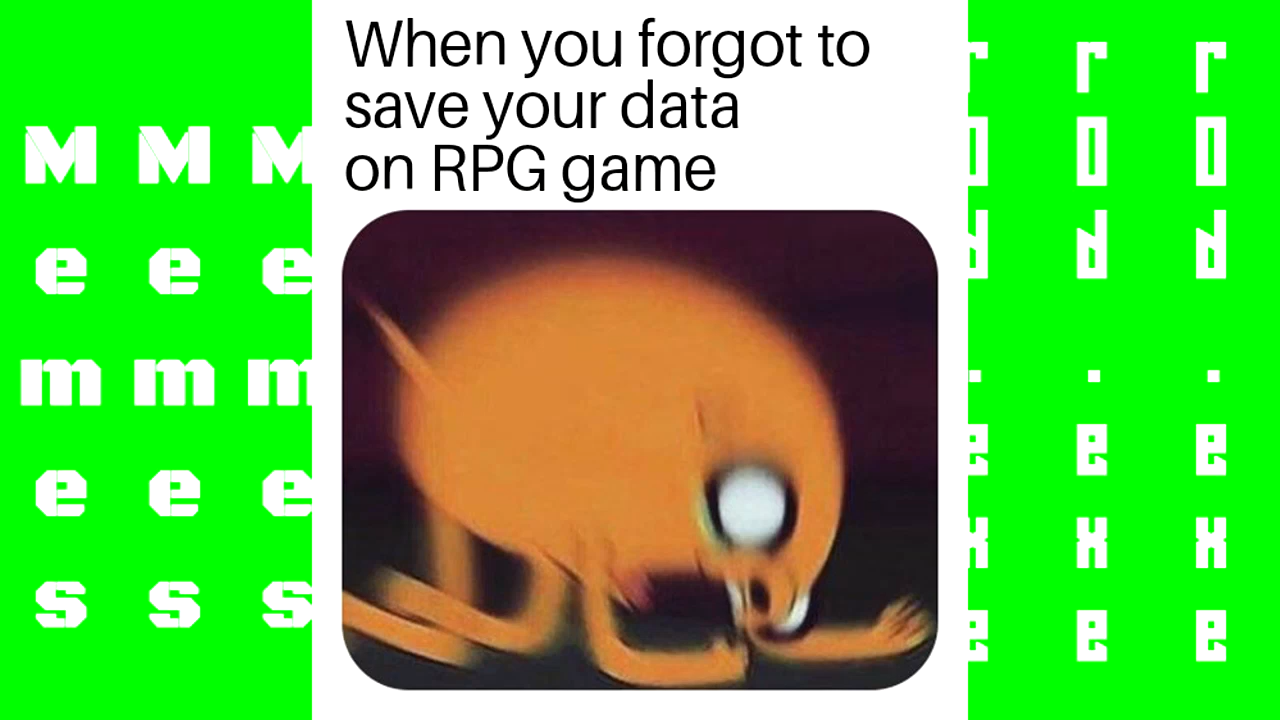 Memes
Memes
Memes
When you forgot to
save your data
on RPG game
rod.exe
rod.exe
rod.exe